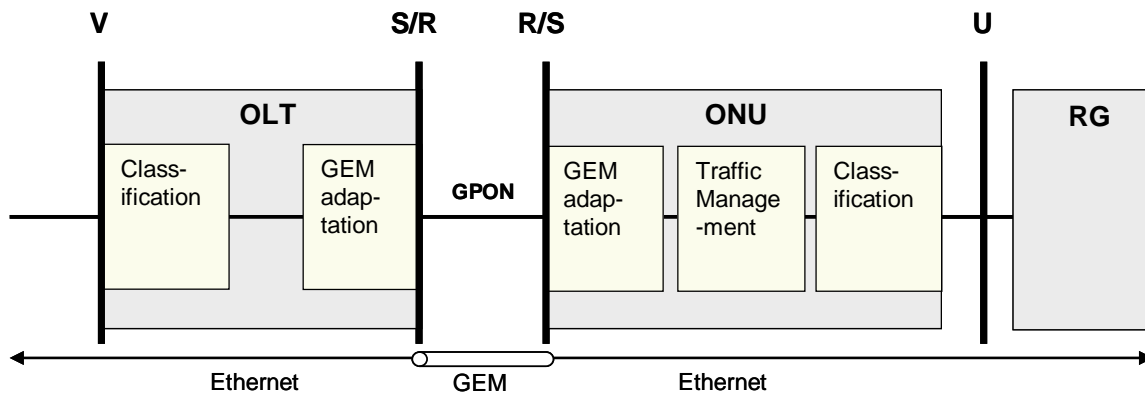 V
S/R
R/S
U
OLT
ONU
RG
Class-
ification
GEM
adap-
tation
GPON
GEM
adap-
tation
Traffic
Manage
-ment
Class-
ification
Ethernet
GEM
Ethernet